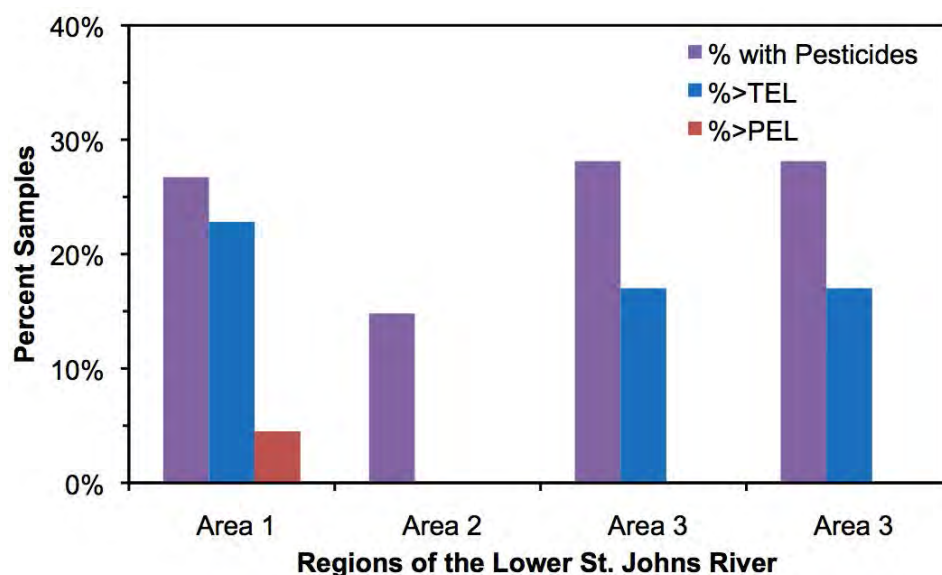 40%
30%
20%
10%
0%
Percent Samples
% with Pesticides
%>TEL
%>PEL
Area 1
Area 2
Area 3
Area 3
Regions of the Lower St. Johns River